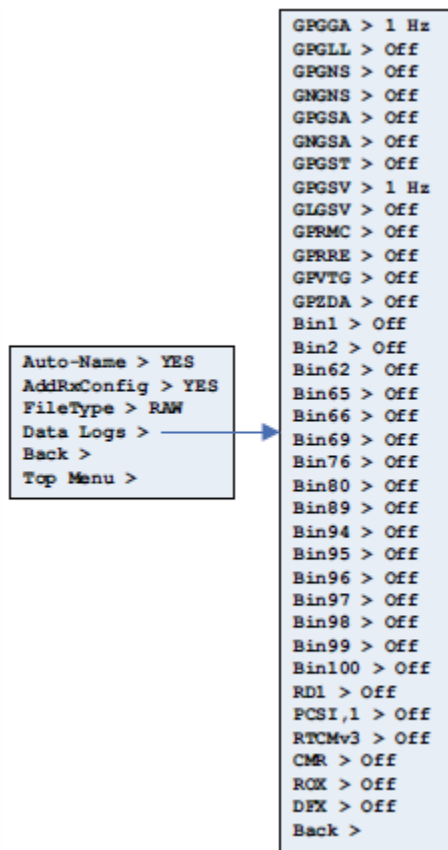 Auto-Name > YES
AddRxConfig > YES
FileType > RAW
Data Logs >
Back >
Top Menu >
GPGGA > 1 Hz
GPGLL > Off
GPGNS > Off
GNGNS > Off
GPGSA > Off
GNGSA > Off
GPGST > Off
GPGSV > 1 Hz
GLGSV > Off
GPRMC > Off
GPRRE > Off
GPVTG > Off
GPZDA > Off
Bin1 > Off
Bin2 > Off
Bin62 > Off
Bin65 > Off
Bin66 > Off
Bin69 > Off
Bin76 > Off
Bin80 > Off
Bin89 > Off
Bin94 > Off
Bin95 > Off
Bin96 > Off
Bin97 > Off
Bin98 > Off
Bin99 > Off
Bin100 > Off
RD1 > Off
PCSI,1 > Off
RTCMv3 > Off
CMR > Off
ROX > Off
DFX > Off
Back >